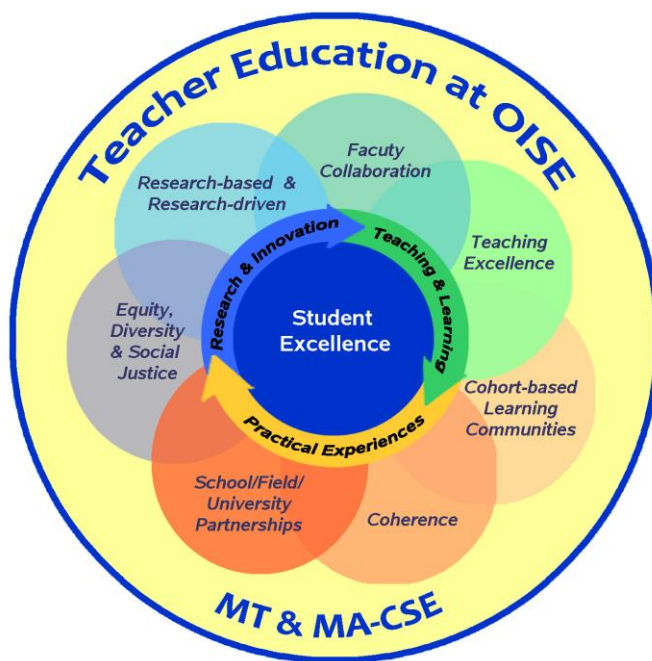 Teacher Education at OISE
Research-based &
Research-driven
Facuty
Collaboration
Teaching
Excellence
Equity,
Diversity
& Social
Justice
Research & Innovation
Teaching & Learning
Student
Excellence
Practical Experiences
Cohort-based
Learning
Communities
School/Field/
University
Partnerships
Coherence
MT & MA-CSE